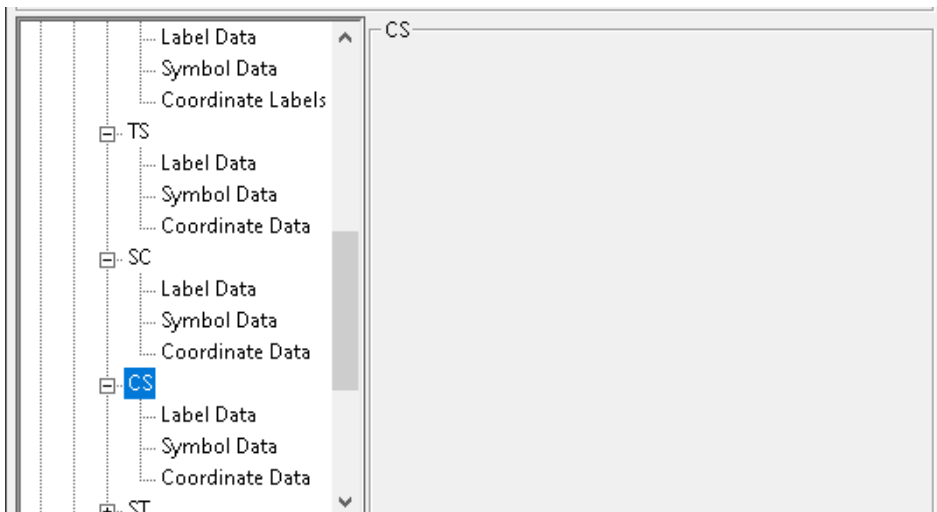 Label Data
Symbol Data
Coordinate Labels
TS
Label Data
Symbol Data
Coordinate Data
SC
Label Data
Symbol Data
Coordinate Data
CS
Label Data
Symbol Data
Coordinate Data
ST
CS